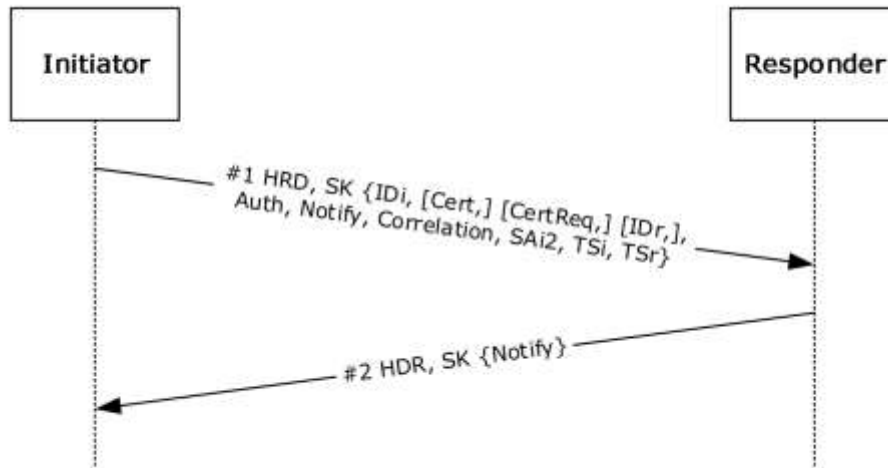 Initiator
Responder
#1 HRD, SK {IDi, [Cert,] [CertReq,] [IDr,],
Auth, Notify, Correlation, SAi2, TSi, TSr}
#2 HDR, SK {Notify}